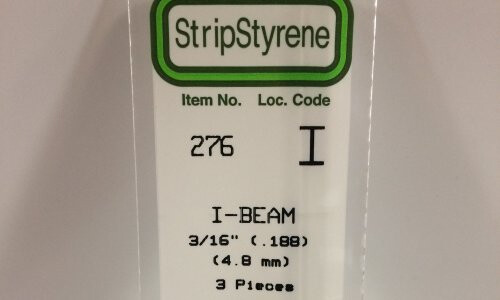 StripStyrene
Item No. Loc. Code
276 I
I-BEAM
3/16" (.188)
(4.8 mm)
3 Pieces